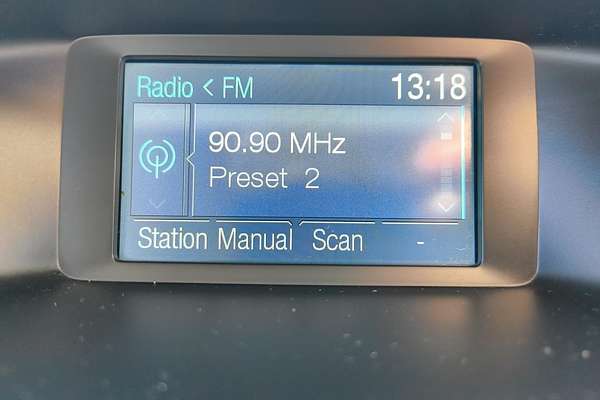 Radio < FM 13:18
90.90 MHz
Preset 2
Station Manual Scan -